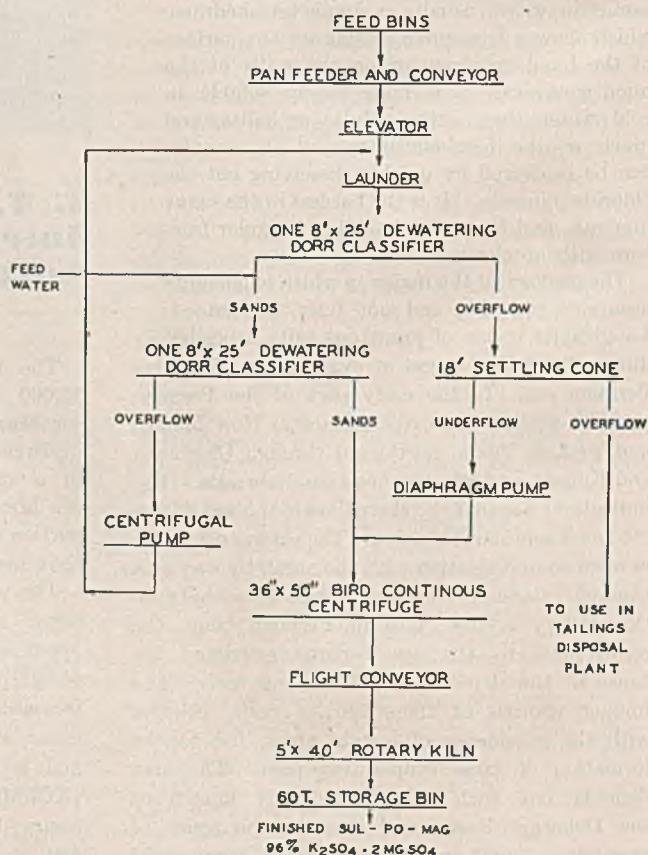 FEED BINS
PAN FEEDER AND CONVEYOR
ELEVATOR
LAUNDER
ONE 8' x 25' DEWATERING
DORR CLASSIFIER
FEED
WATER
SANDS
OVERFLOW
ONE 8' x 25' DEWATERING
DORR CLASSIFIER
18' SETTLING CONE
OVERFLOW
SANDS
UNDERFLOW
OVERFLOW
DIAPHRAGM PUMP
CENTRIFUGAL
PUMP
36" x 50" BIRD CONTINOUS
CENTRIFUGE
TO USE IN
TAILINGS
DISPOSAL
PLANT
FLIGHT CONVEYOR
5' x 40' ROTARY KILN
60T. STORAGE BIN
FINISHED SUL - PO - MAG
96% K2SO4 · 2 MGSO4